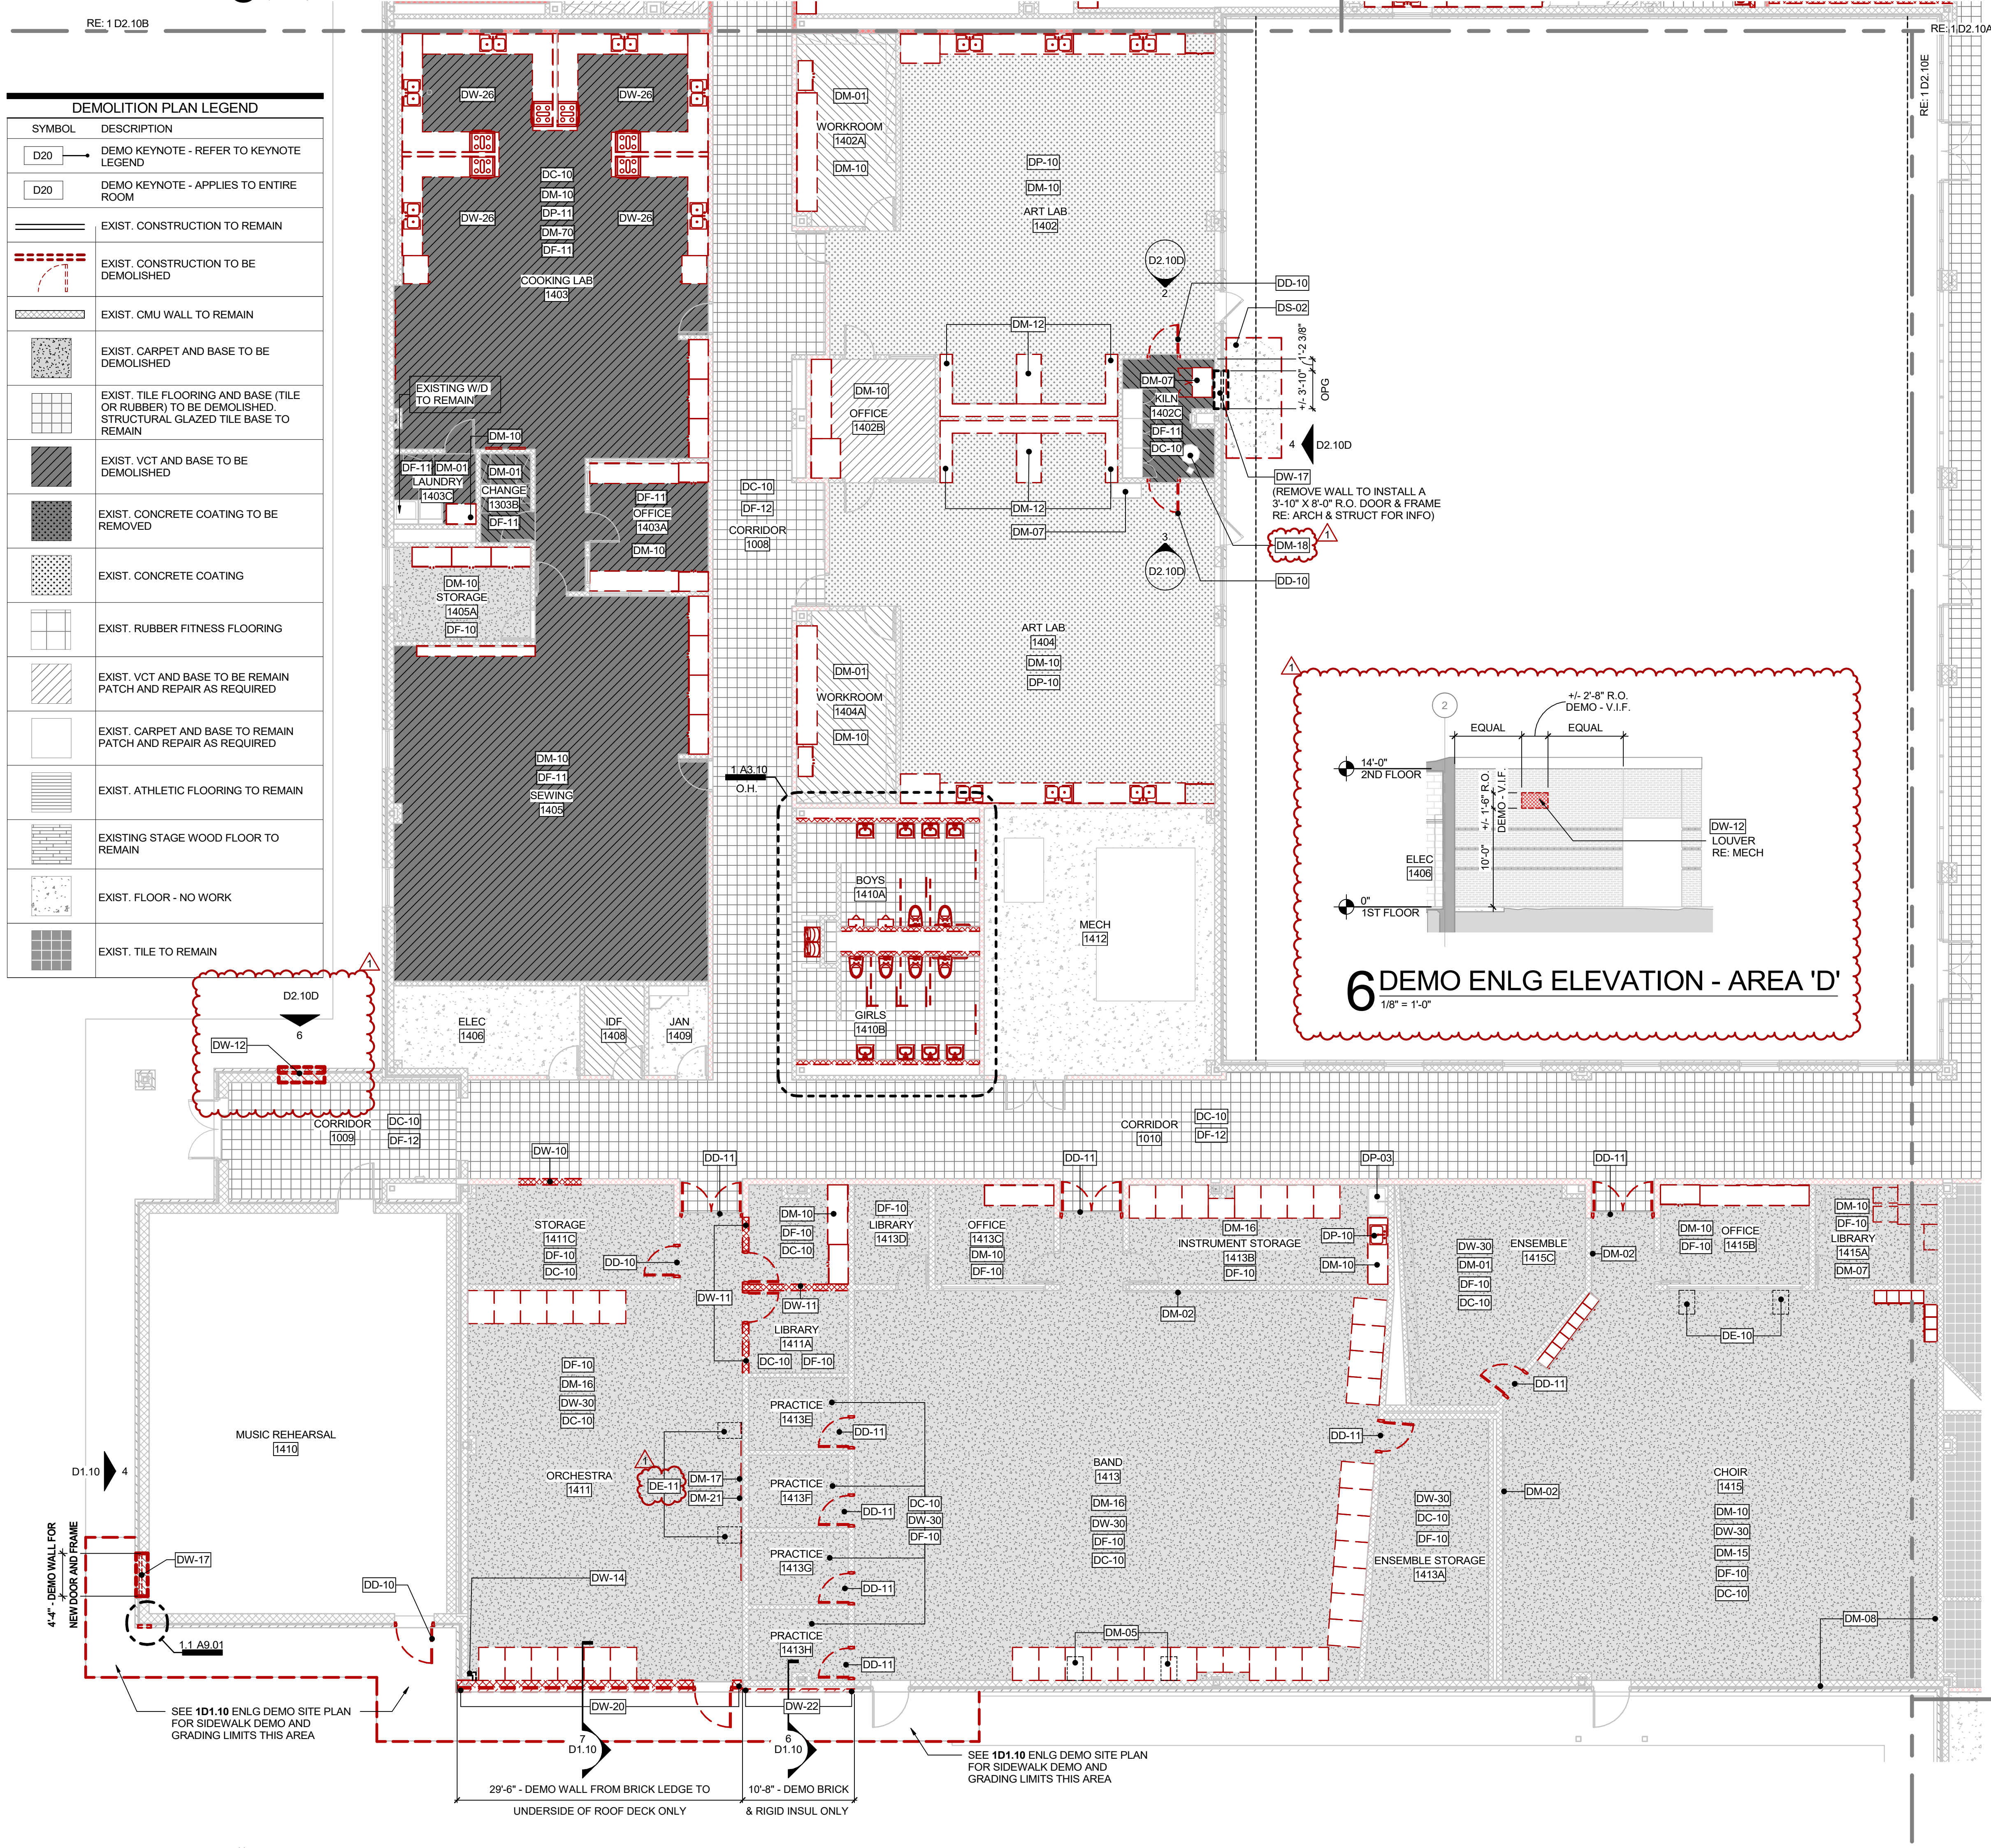 RE: 1 D2.10B
RE: 1 D2.10A
RE: 1 D2.10E
DEMOLITION PLAN LEGEND
SYMBOL DESCRIPTION
D20 DEMO KEYNOTE - REFER TO KEYNOTE
LEGEND
D20 DEMO KEYNOTE - APPLIES TO ENTIRE
ROOM
EXIST. CONSTRUCTION TO REMAIN
EXIST. CONSTRUCTION TO BE
DEMOLISHED
EXIST. CMU WALL TO REMAIN
EXIST. CARPET AND BASE TO BE
DEMOLISHED
EXIST. TILE FLOORING AND BASE (TILE
OR RUBBER) TO BE DEMOLISHED.
STRUCTURAL GLAZED TILE BASE TO
REMAIN
EXIST. VCT AND BASE TO BE
DEMOLISHED
EXIST. CONCRETE COATING TO BE
REMOVED
EXIST. CONCRETE COATING
EXIST. RUBBER FITNESS FLOORING
EXIST. VCT AND BASE TO BE REMAIN
PATCH AND REPAIR AS REQUIRED
EXIST. CARPET AND BASE TO REMAIN
PATCH AND REPAIR AS REQUIRED
EXIST. ATHLETIC FLOORING TO REMAIN
EXISTING STAGE WOOD FLOOR TO
REMAIN
EXIST. FLOOR - NO WORK
EXIST. TILE TO REMAIN
DW-26
DW-26
DC-10
DM-10
DW-26
DP-11
DW-26
DM-70
DF-11
COOKING LAB
1403
EXISTING W/D
TO REMAIN
DM-10
DF-11 DM-01
LAUNDRY
1403C
DM-01
CHANGE
1303B
DF-11
DF-11
OFFICE
1403A
DM-10
DM-10
STORAGE
1405A
DF-10
DM-10
DF-11
SEWING
1405
ELEC
1406
IDF
1408
JAN
1409
DC-10
DF-12
CORRIDOR
1008
1 A3.10
O.H.
DM-01
WORKROOM
1402A
DM-10
DP-10
DM-10
ART LAB
1402
D2.10D
2
DD-10
DS-02
DM-12
1'-2 3/8"
+/- 3'-10"
OPG
DM-10
OFFICE
1402B
DM-07
KILN
1402C
DF-11
DC-10
4 D2.10D
DW-17
(REMOVE WALL TO INSTALL A
3'-10" X 8'-0" R.O. DOOR & FRAME
RE: ARCH & STRUCT FOR INFO)
DM-12
DM-07
1
DM-18
3
D2.10D
DD-10
ART LAB
1404
DM-10
DP-10
DM-01
WORKROOM
1404A
DM-10
BOYS
1410A
GIRLS
1410B
MECH
1412
1
2
+/- 2'-8" R.O.
DEMO - V.I.F.
EQUAL
EQUAL
14'-0"
2ND FLOOR
+/- 1'-6" R.O.
DEMO - V.I.F.
10'-0"
DW-12
LOUVER
RE: MECH
ELEC
1406
0"
1ST FLOOR
6 DEMO ENLG ELEVATION - AREA 'D'
1/8" = 1'-0"
1
D2.10D
6
DW-12
CORRIDOR
1009
DC-10
DF-12
CORRIDOR
1010
DC-10
DF-12
DW-10
DD-11
DD-11
DP-03
DD-11
STORAGE
1411C
DF-10
DC-10
DD-10
DM-10
DF-10
DC-10
DW-11
DW-11
LIBRARY
1411A
DC-10 DF-10
DF-10
LIBRARY
1413D
OFFICE
1413C
DM-10
DF-10
DM-16
INSTRUMENT STORAGE
1413B
DF-10
DP-10
DM-10
DM-02
DW-30
DM-01
DF-10
DC-10
ENSEMBLE
1415C
DM-02
DM-10
DF-10
OFFICE
1415B
DM-10
DF-10
LIBRARY
1415A
DM-07
DE-10
DD-11
DF-10
DM-16
DW-30
DC-10
ORCHESTRA
1411
1
DE-11
DM-17
DM-21
PRACTICE
1413E
DD-11
PRACTICE
1413F
DD-11
PRACTICE
1413G
DD-11
PRACTICE
1413H
DD-11
DC-10
DW-30
DF-10
BAND
1413
DM-16
DW-30
DF-10
DC-10
DM-05
DD-11
DW-30
DC-10
DF-10
ENSEMBLE STORAGE
1413A
DM-02
CHOIR
1415
DM-10
DW-30
DM-15
DF-10
DC-10
DM-08
MUSIC REHEARSAL
1410
D1.10 4
4'-4" - DEMO WALL FOR
NEW DOOR AND FRAME
DW-17
DD-10
1.1 A9.01
DW-14
DW-20
DW-22
SEE 1D1.10 ENLG DEMO SITE PLAN
FOR SIDEWALK DEMO AND
GRADING LIMITS THIS AREA
7
D1.10
6
D1.10
SEE 1D1.10 ENLG DEMO SITE PLAN
FOR SIDEWALK DEMO AND
GRADING LIMITS THIS AREA
29'-6" - DEMO WALL FROM BRICK LEDGE TO
UNDERSIDE OF ROOF DECK ONLY
10'-8" - DEMO BRICK
& RIGID INSUL ONLY